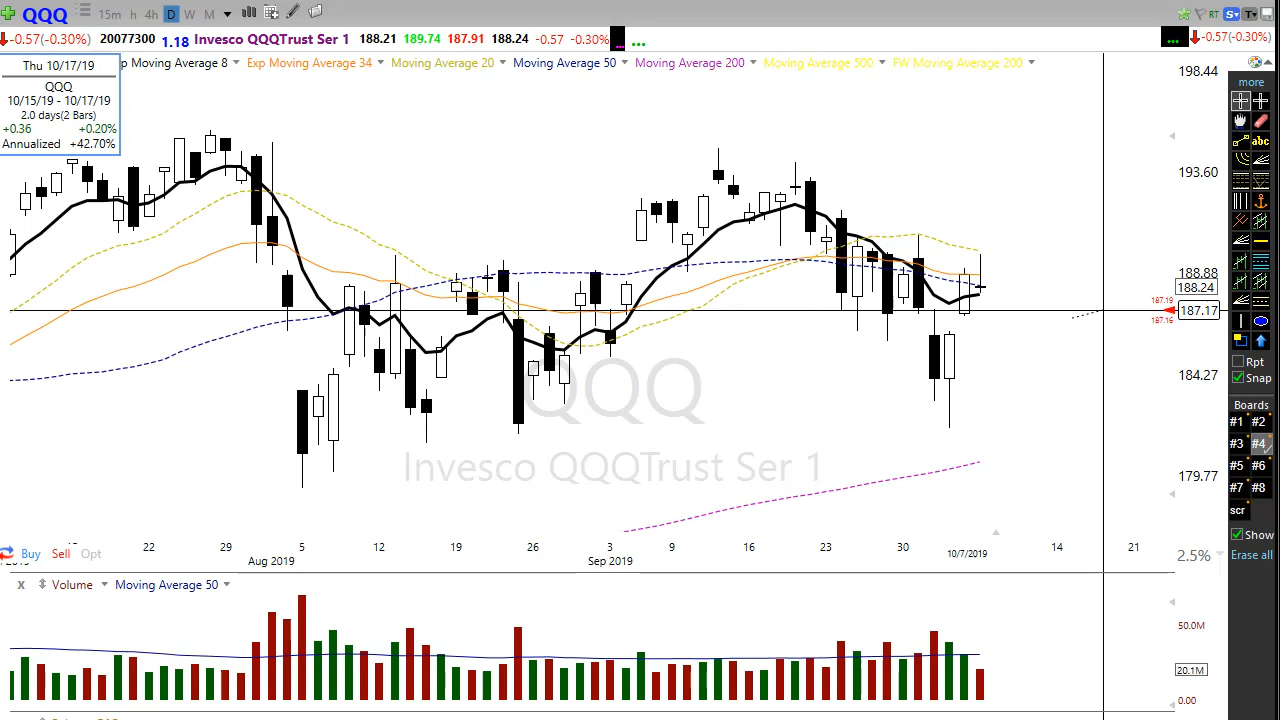 QQQ 15m h 4h D W M RT S T
-0.57(-0.30%) 20077300 1.18 Invesco QQQTrust Ser 1 188.21 189.74 187.91 188.24 -0.57 -0.30% ... ... -0.57(-0.30%)
Thu 10/17/19
QQQ
10/15/19 - 10/17/19
2.0 days(2 Bars)
+0.36 +0.20%
Annualized +42.70%
p Moving Average 8 Exp Moving Average 34 Moving Average 20 Moving Average 50 Moving Average 200 Moving Average 500 FW Moving Average 200
198.44
193.60
188.88
188.24
187.19
187.17
187.16
184.27
179.77
QQQ
Invesco QQQTrust Ser 1
22 29 5 12 19 26 3 9 16 23 30 10/7/2019 14 21
Aug 2019 Sep 2019
Buy Sell Opt
2.5%
X Volume Moving Average 50
50.0M
20.1M
0.00
more
abc
Rpt
Snap
Boards
#1 #2
#3 #4
#5 #6
#7 #8
scr
Show
Erase all